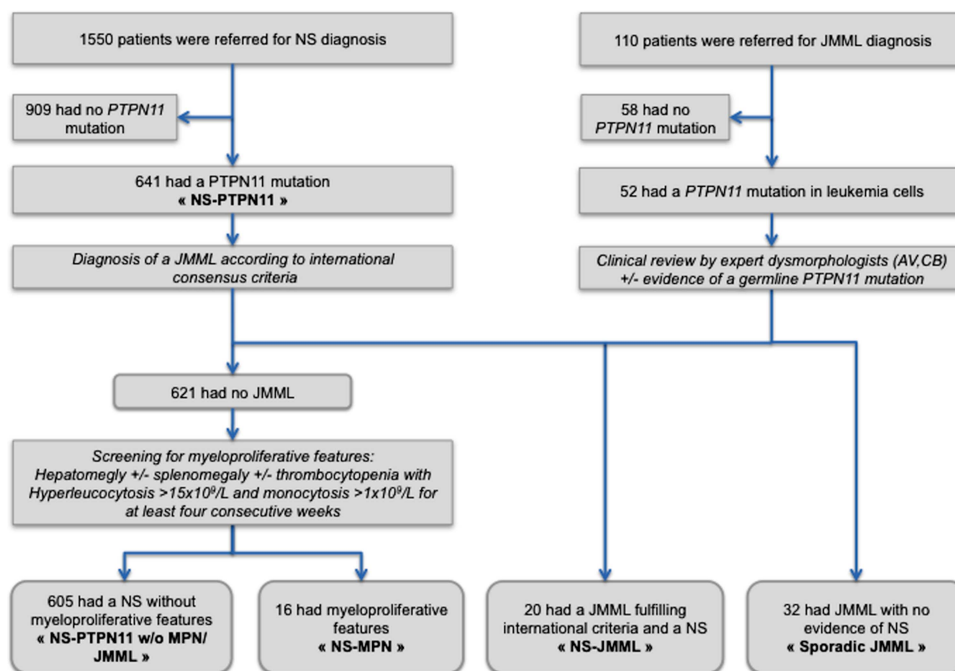 1550 patients were referred for NS diagnosis
110 patients were referred for JMML diagnosis
909 had no PTPN11
mutation
58 had no
PTPN11 mutation
641 had a PTPN11 mutation
« NS-PTPN11 »
52 had a PTPN11 mutation in leukemia cells
Diagnosis of a JMML according to international
consensus criteria
Clinical review by expert dysmorphologists (AV,CB)
+/- evidence of a germline PTPN11 mutation
621 had no JMML
Screening for myeloproliferative features:
Hepatomegly +/- splenomegaly +/- thrombocytopenia with
Hyperleucocytosis >15x10⁹/L and monocytosis >1x10⁹/L for
at least four consecutive weeks
605 had a NS without
myeloproliferative features
« NS-PTPN11 w/o MPN/
JMML »
16 had myeloproliferative
features
« NS-MPN »
20 had a JMML fulfilling
international criteria and a NS
« NS-JMML »
32 had JMML with no
evidence of NS
« Sporadic JMML »